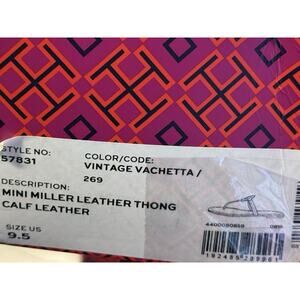 STYLE NO:
57831
COLOR/CODE:
VINTAGE VACHETTA /
269
DESCRIPTION:
MINI MILLER LEATHER THONG
CALF LEATHER
SIZE US
9.5